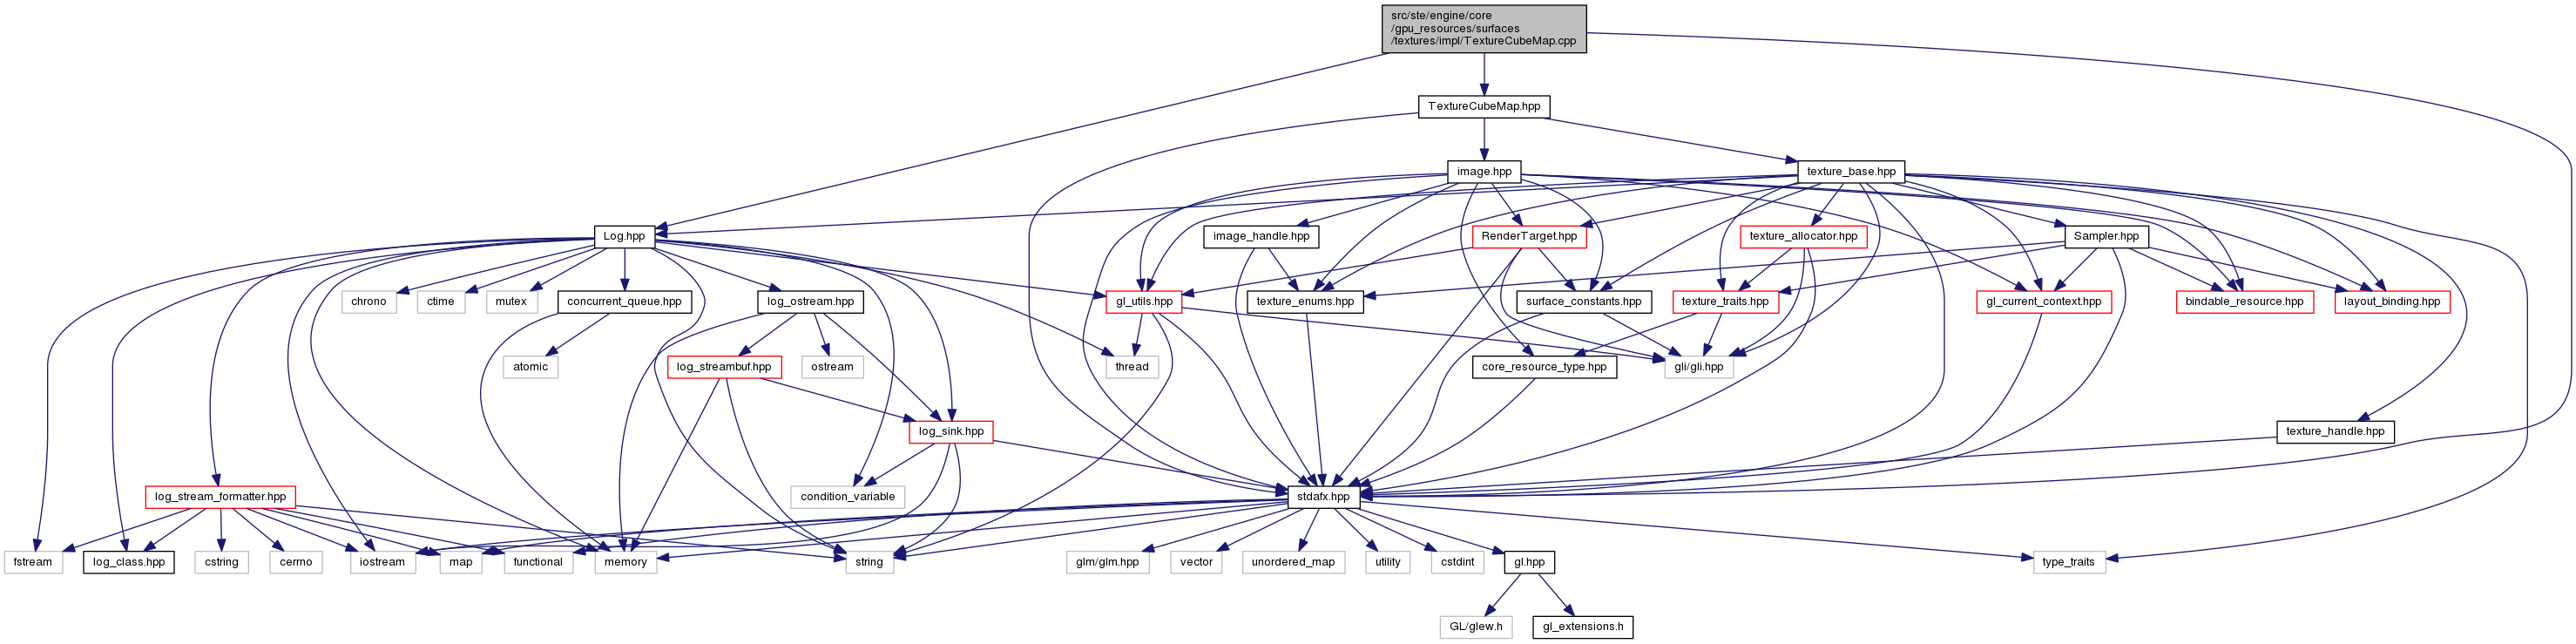 src/ste/engine/core
/gpu_resources/surfaces
/textures/impl/TextureCubeMap.cpp
TextureCubeMap.hpp
image.hpp
texture_base.hpp
Log.hpp
image_handle.hpp
RenderTarget.hpp
texture_allocator.hpp
Sampler.hpp
chrono
ctime
mutex
concurrent_queue.hpp
log_ostream.hpp
gl_utils.hpp
texture_enums.hpp
surface_constants.hpp
texture_traits.hpp
gl_current_context.hpp
bindable_resource.hpp
layout_binding.hpp
atomic
log_streambuf.hpp
ostream
thread
core_resource_type.hpp
gli/gli.hpp
log_sink.hpp
texture_handle.hpp
log_stream_formatter.hpp
condition_variable
stdafx.hpp
fstream
log_class.hpp
cstring
cerrno
iostream
map
functional
memory
string
glm/glm.hpp
vector
unordered_map
utility
cstdint
gl.hpp
type_traits
GL/glew.h
gl_extensions.h